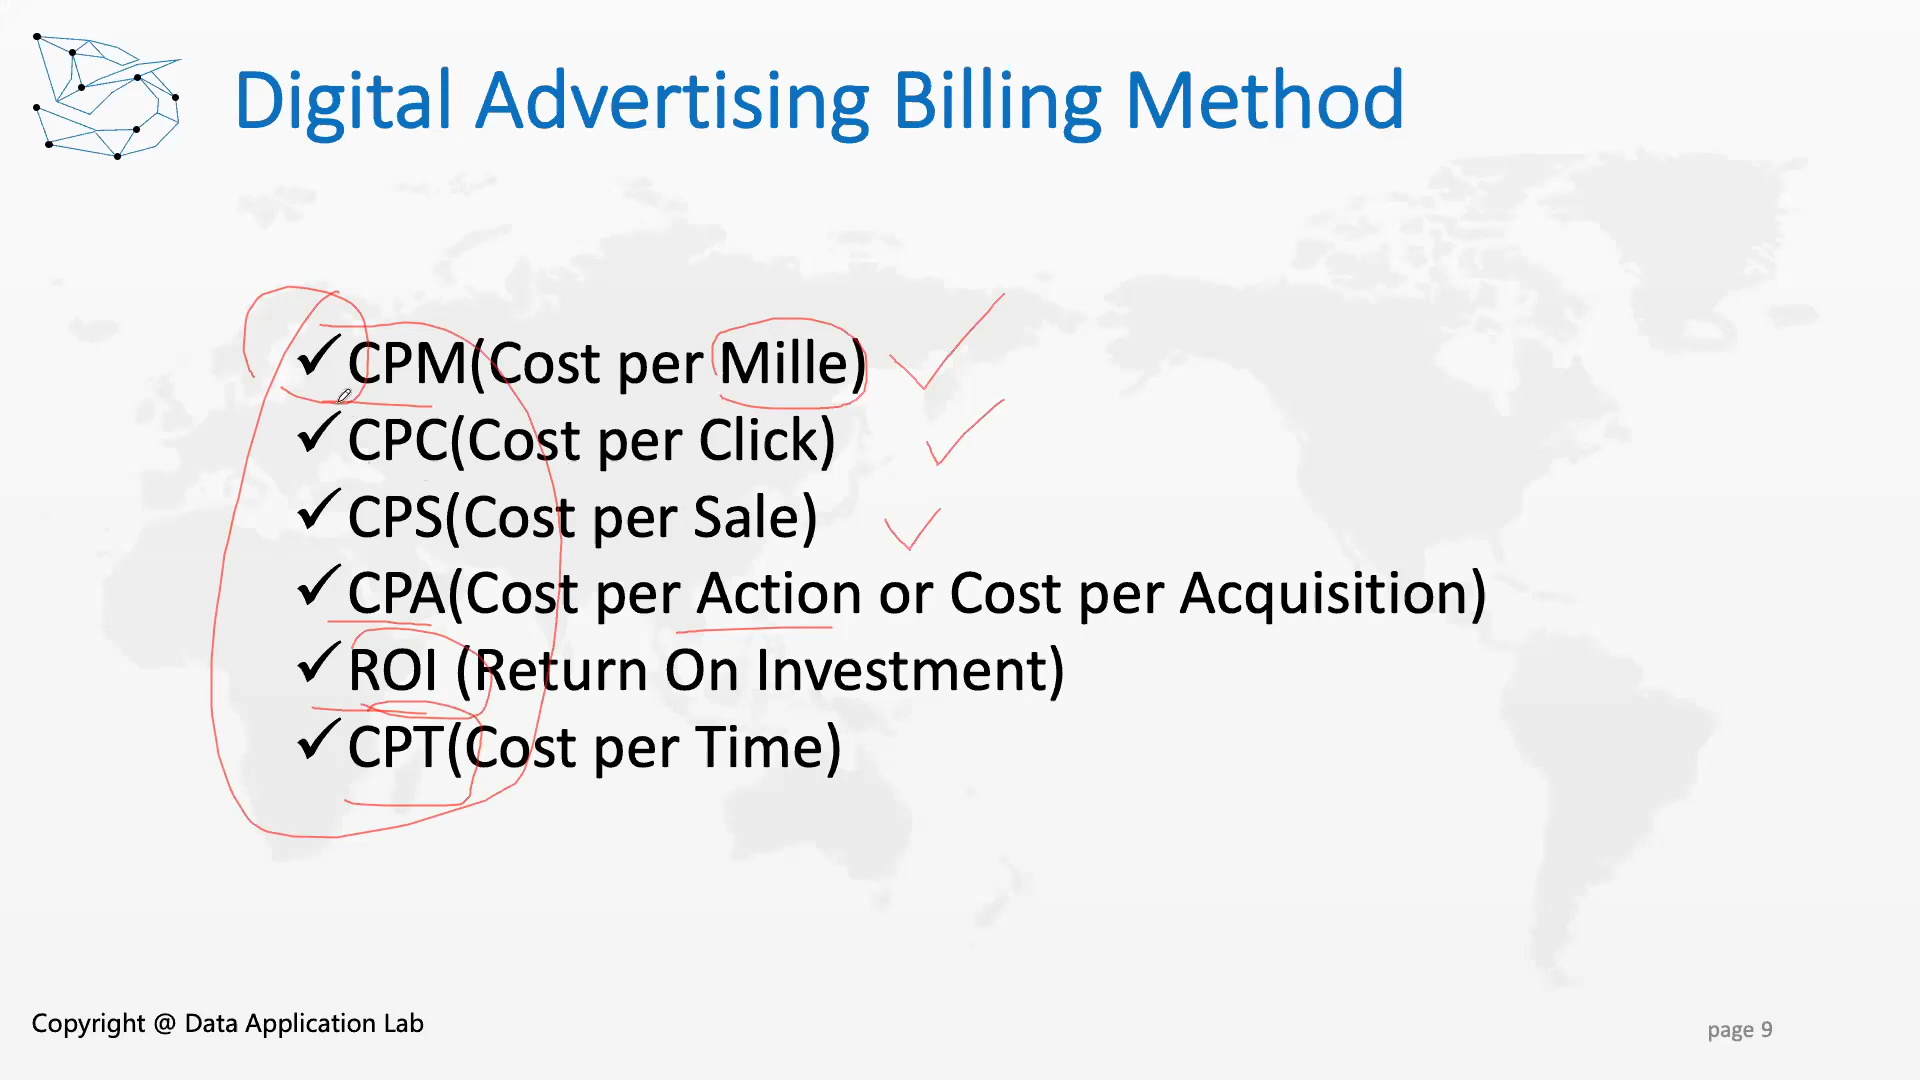 Digital Advertising Billing Method
✓CPM(Cost per Mille)
✓CPC(Cost per Click)
✓CPS(Cost per Sale)
✓CPA(Cost per Action or Cost per Acquisition)
✓ROI (Return On Investment)
✓CPT(Cost per Time)
Copyright @ Data Application Lab
page 9